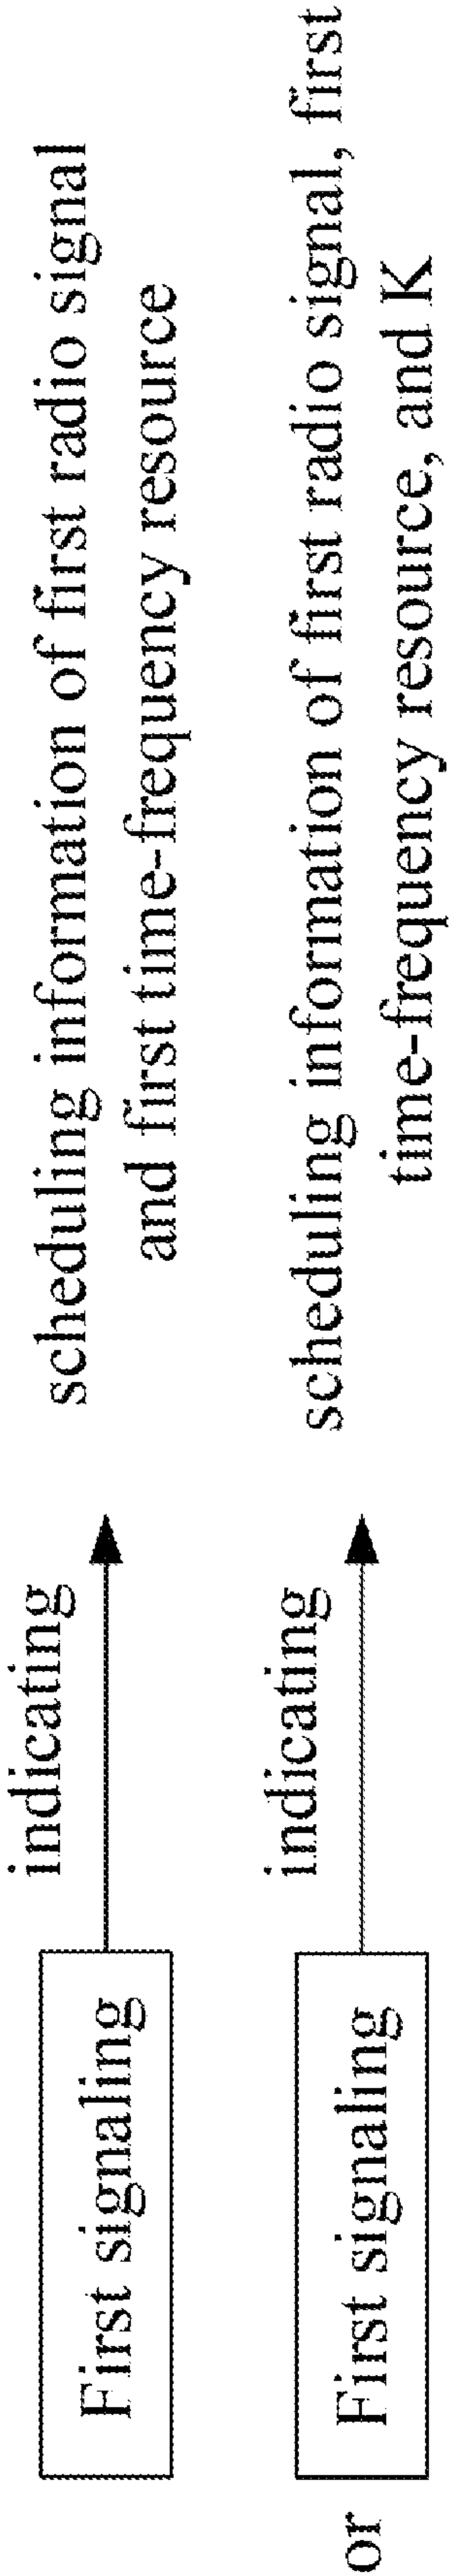 First signaling
indicating
scheduling information of first radio signal
and first time-frequency resource
or
First signaling
indicating
scheduling information of first radio signal, first
time-frequency resource, and K